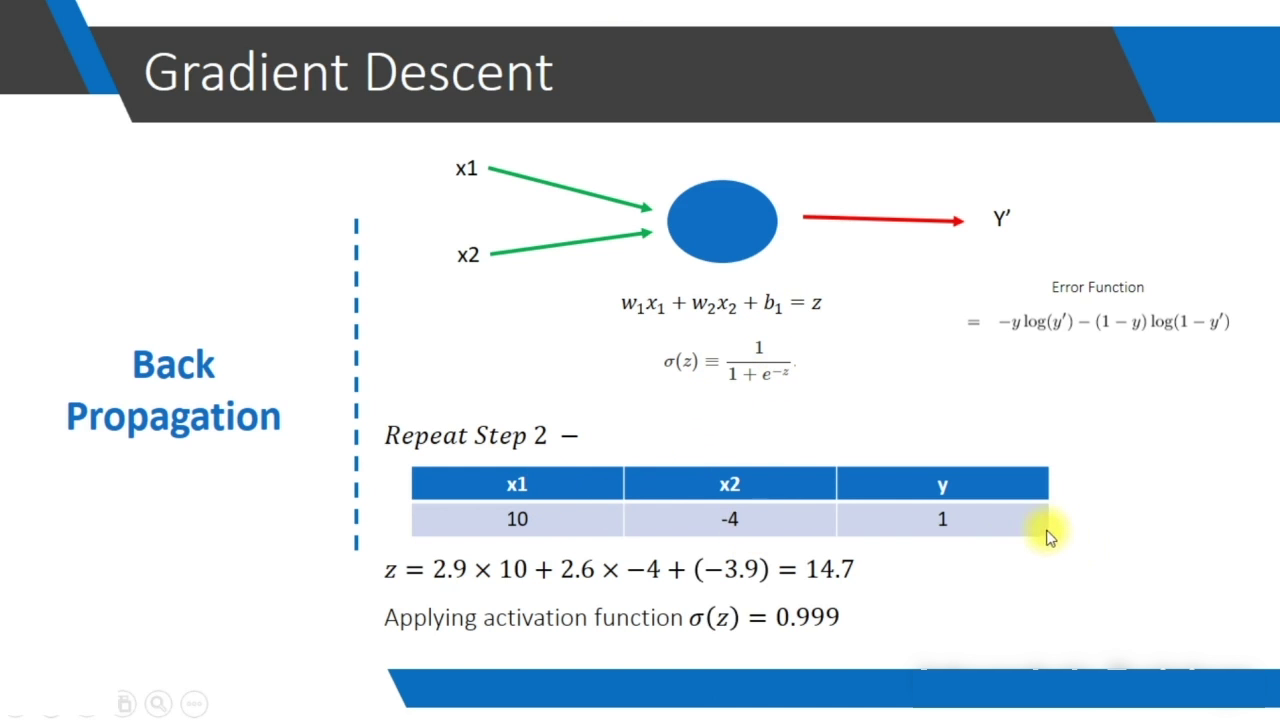 Gradient Descent
x1
x2
Y’
w₁x₁ + w₂x₂ + b₁ = z
σ(z) ≡ 1 / (1 + e⁻ᶻ).
Error Function
= −y log(y′) − (1 − y) log(1 − y′)
Back
Propagation
Repeat Step 2 −
x1 x2 y
10 -4 1
z = 2.9 × 10 + 2.6 × −4 + (−3.9) = 14.7
Applying activation function σ(z) = 0.999